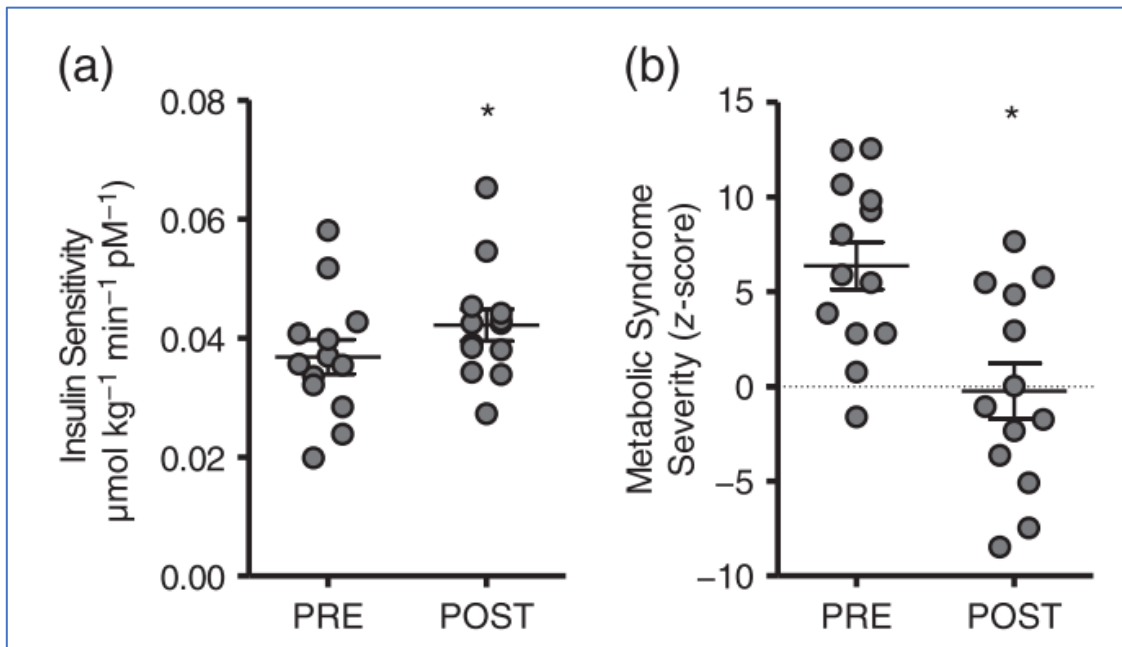 (a)
Insulin Sensitivity
µmol kg⁻¹ min⁻¹ pM⁻¹)
0.08
0.06
0.04
0.02
0.00
*
PRE
POST
(b)
Metabolic Syndrome
Severity (z-score)
15
10
5
0
−5
−10
*
PRE
POST